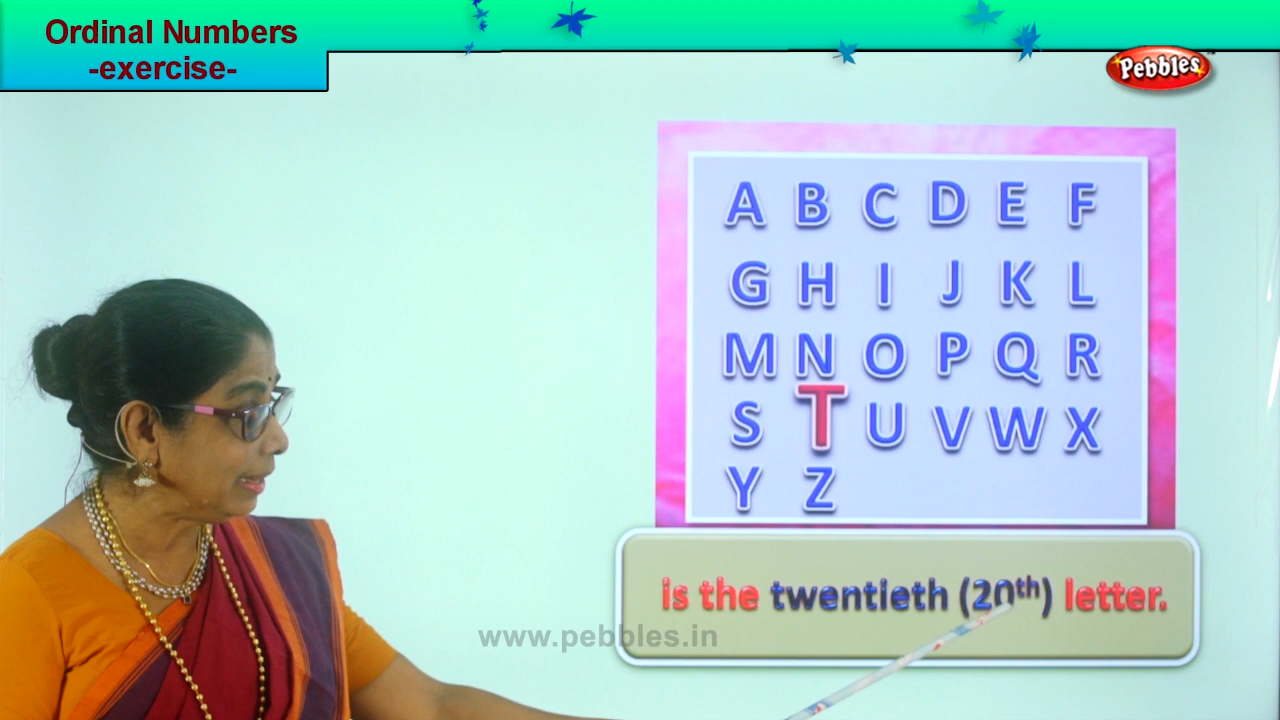 Ordinal Numbers
-exercise-
Pebbles
A B C D E F
G H I J K L
M N O P Q R
S T U V W X
Y Z
is the twentieth (20th) letter.
www.pebbles.in